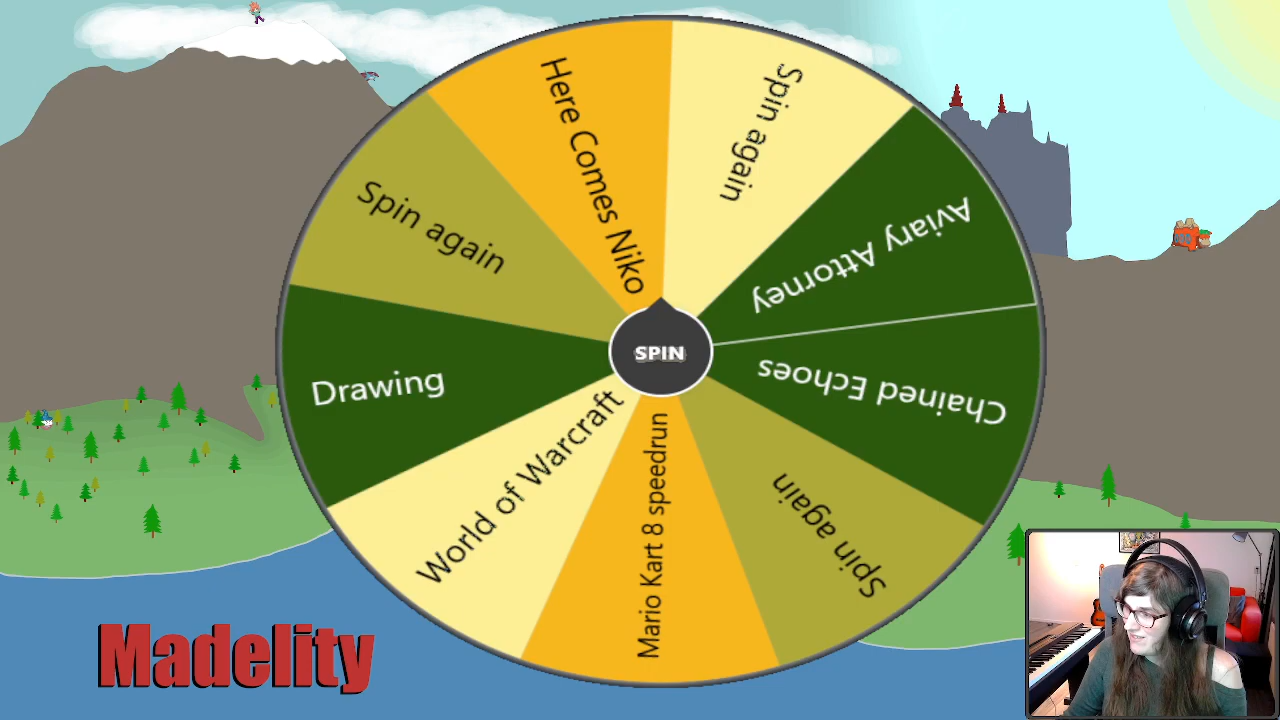 Here Comes Niko
Spin again
Aviary Attorney
Chained Echoes
Spin again
Mario Kart 8 speedrun
World of Warcraft
Drawing
Spin again
SPIN
Madelity